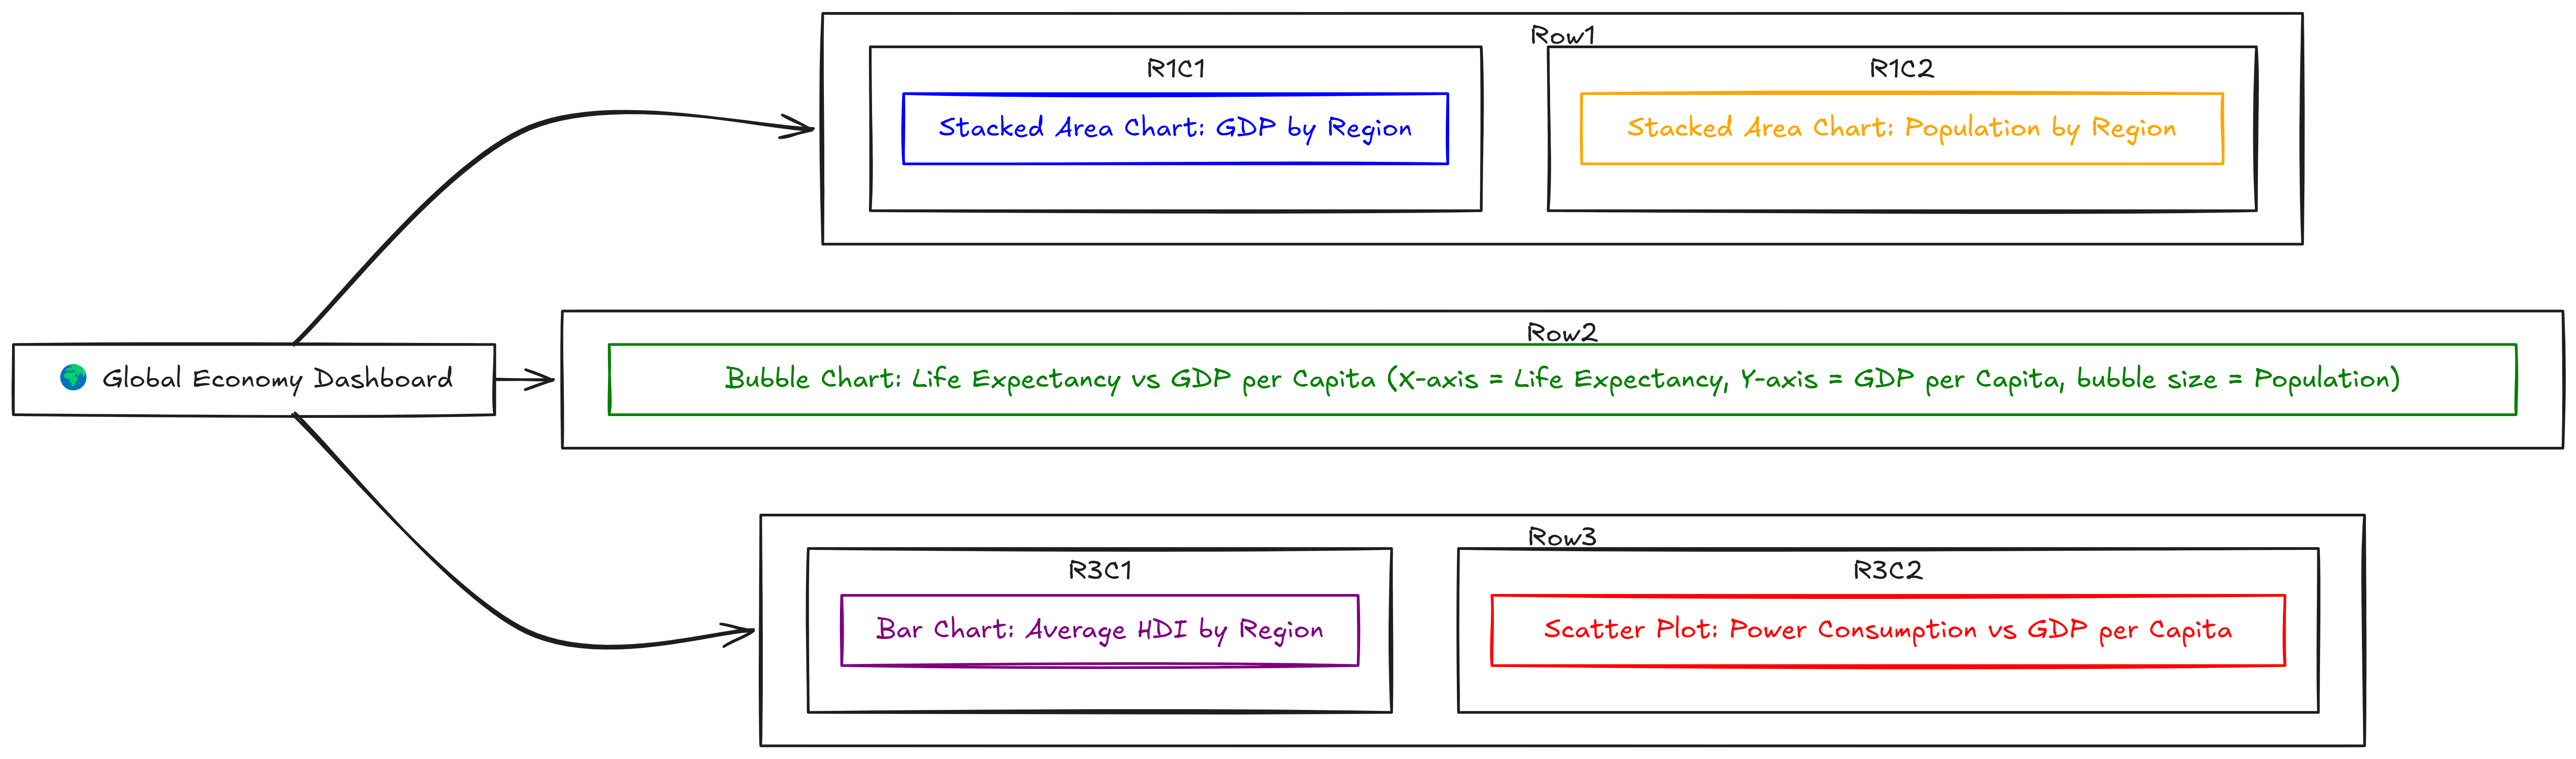 Row1
R1C1
R1C2
Stacked Area Chart: GDP by Region
Stacked Area Chart: Population by Region
Row2
🌍 Global Economy Dashboard
Bubble Chart: Life Expectancy vs GDP per Capita (X-axis = Life Expectancy, Y-axis = GDP per Capita, bubble size = Population)
Row3
R3C1
R3C2
Bar Chart: Average HDI by Region
Scatter Plot: Power Consumption vs GDP per Capita